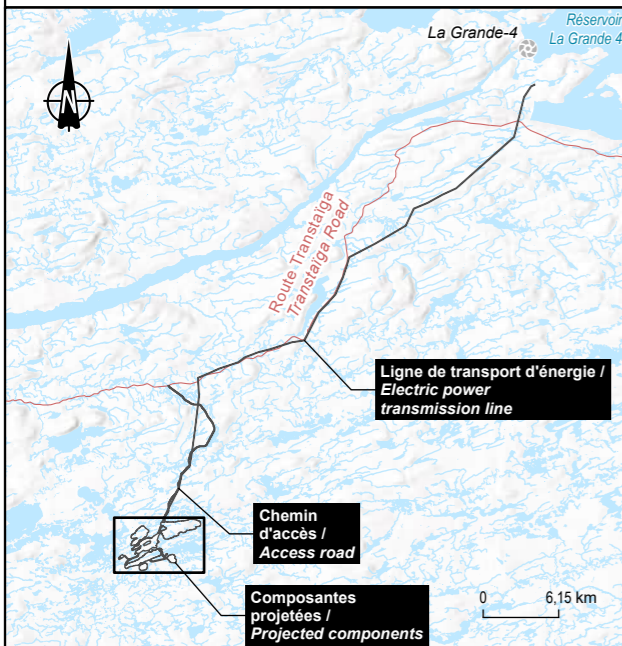 Réservoir
La Grande 4
La Grande-4
N
Route Transtaïga
Transtaïga Road
Ligne de transport d'énergie /
Electric power
transmission line
Chemin
d'accès /
Access road
Composantes
projetées /
Projected components
0 6,15 km